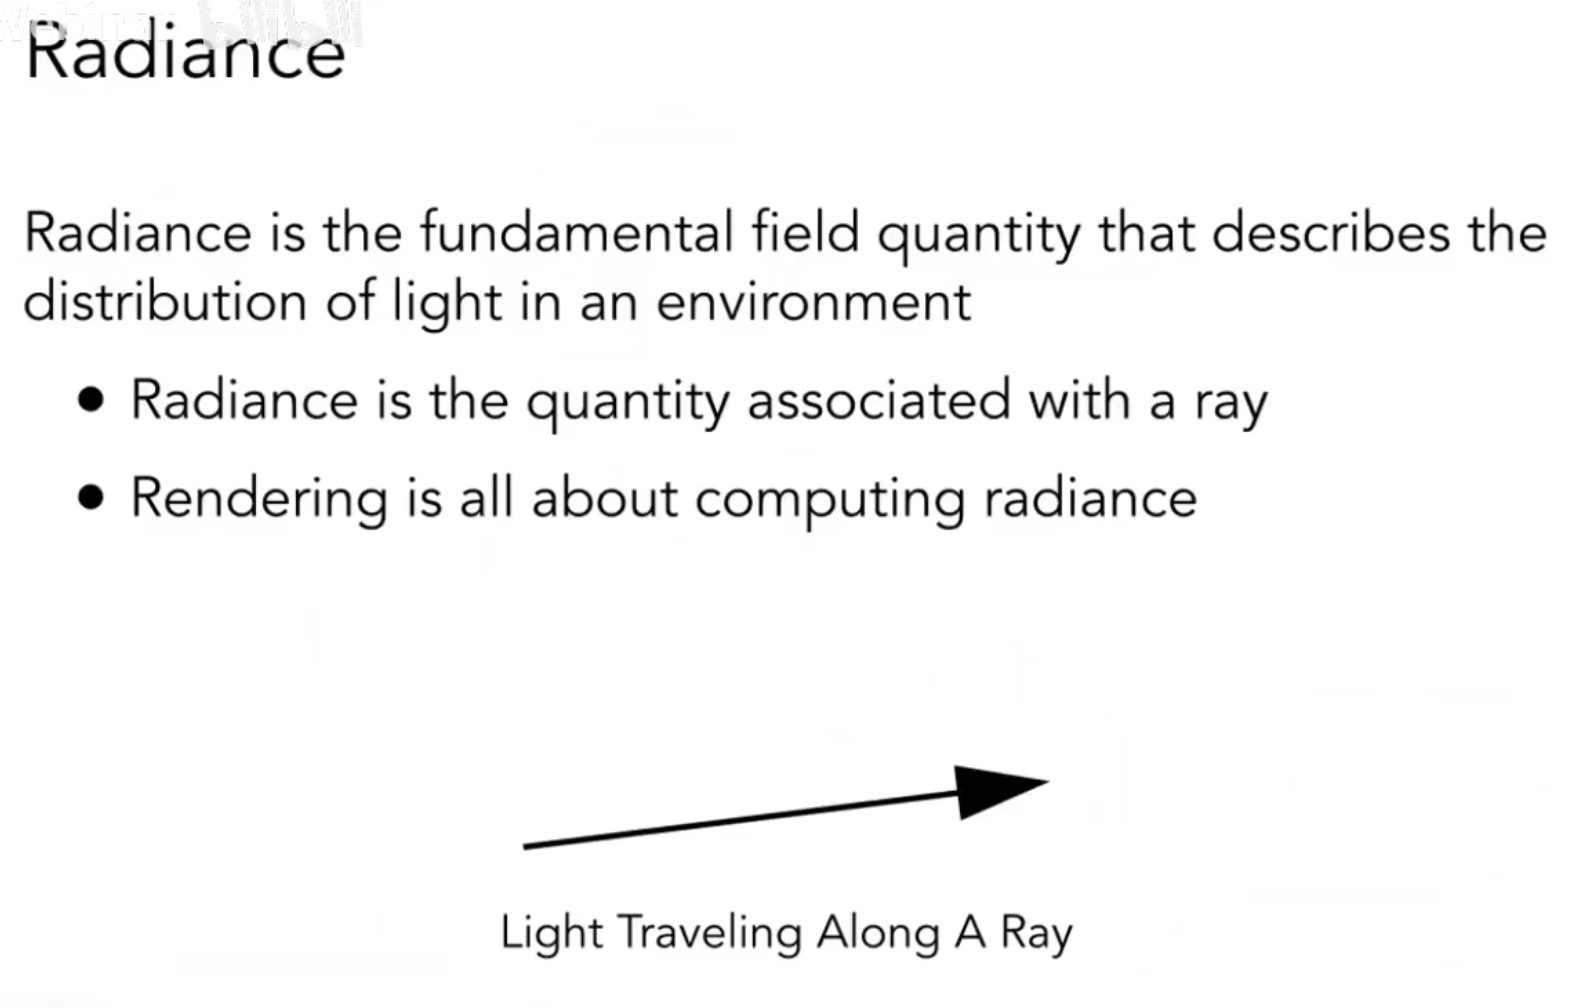 Radiance
Radiance is the fundamental field quantity that describes the
distribution of light in an environment
● Radiance is the quantity associated with a ray
● Rendering is all about computing radiance
Light Traveling Along A Ray